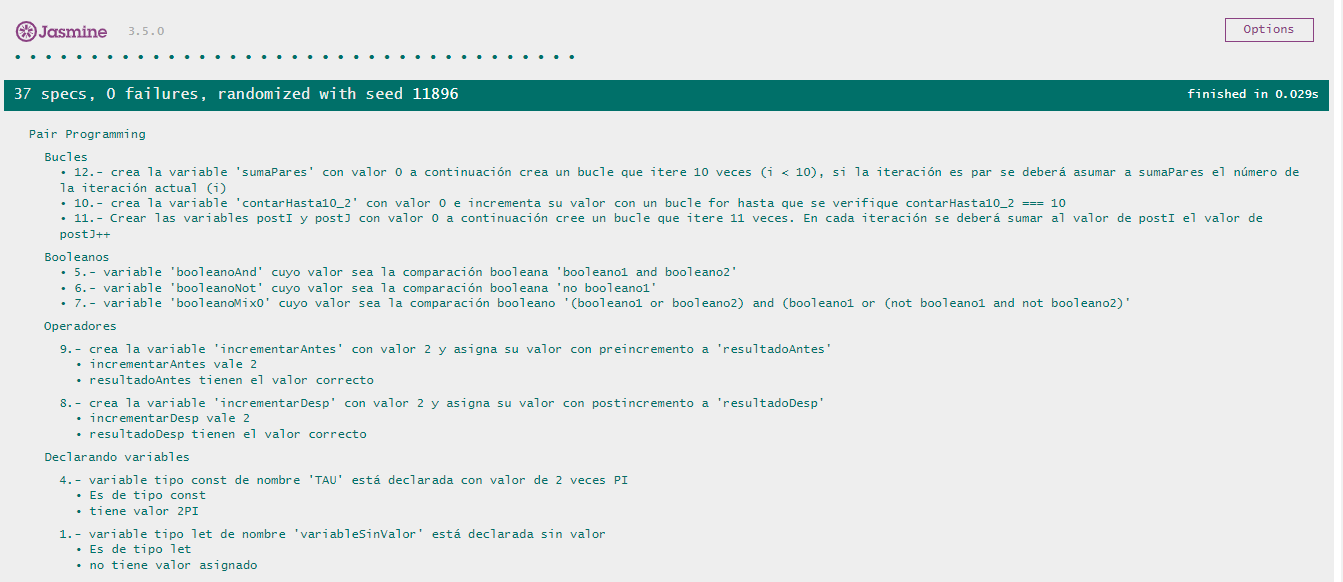 Jasmine 3.5.0
Options
37 specs, 0 failures, randomized with seed 11896
finished in 0.029s
Pair Programming
Bucles
• 12.- crea la variable 'sumaPares' con valor 0 a continuación crea un bucle que itere 10 veces (i < 10), si la iteración es par se deberá asumar a sumaPares el número de
la iteración actual (i)
• 10.- crea la variable 'contarHasta10_2' con valor 0 e incrementa su valor con un bucle for hasta que se verifique contarHasta10_2 === 10
• 11.- Crear las variables postI y postJ con valor 0 a continuación cree un bucle que itere 11 veces. En cada iteración se deberá sumar al valor de postI el valor de
postJ++
Booleanos
• 5.- variable 'booleanoAnd' cuyo valor sea la comparación booleana 'booleano1 and booleano2'
• 6.- variable 'booleanoNot' cuyo valor sea la comparación booleana 'no booleano1'
• 7.- variable 'booleanoMix0' cuyo valor sea la comparación booleano '(booleano1 or booleano2) and (booleano1 or (not booleano1 and not booleano2)'
Operadores
9.- crea la variable 'incrementarAntes' con valor 2 y asigna su valor con preincremento a 'resultadoAntes'
• incrementarAntes vale 2
• resultadoAntes tienen el valor correcto
8.- crea la variable 'incrementarDesp' con valor 2 y asigna su valor con postincremento a 'resultadoDesp'
• incrementarDesp vale 2
• resultadoDesp tienen el valor correcto
Declarando variables
4.- variable tipo const de nombre 'TAU' está declarada con valor de 2 veces PI
• Es de tipo const
• tiene valor 2PI
1.- variable tipo let de nombre 'variableSinValor' está declarada sin valor
• Es de tipo let
• no tiene valor asignado